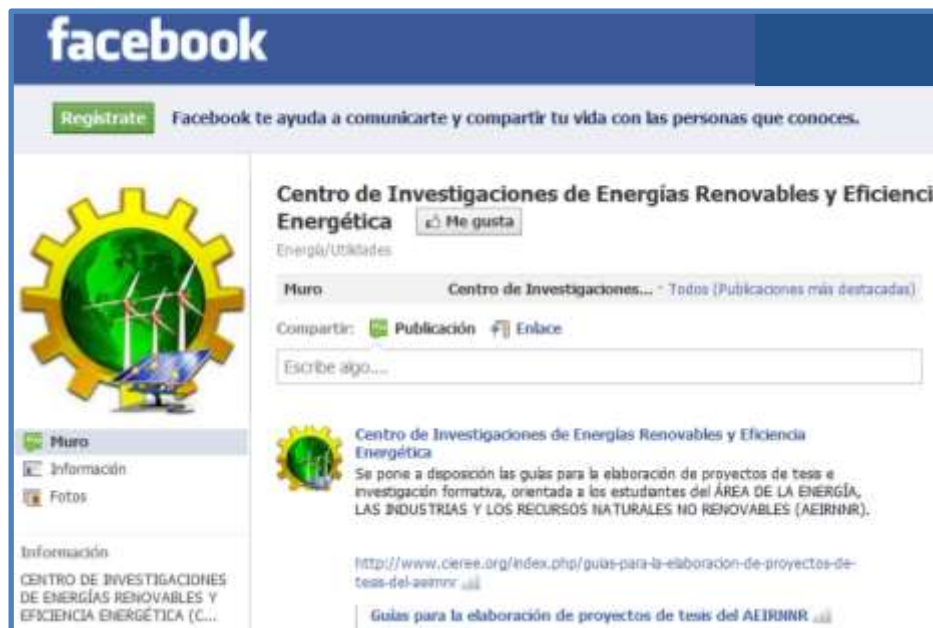 facebook
Regístrate Facebook te ayuda a comunicarte y compartir tu vida con las personas que conoces.
Centro de Investigaciones de Energías Renovables y Eficienci
Energética Me gusta
Energía/Utilidades
Muro Centro de Investigaciones... · Todos (Publicaciones más destacadas)
Compartir: Publicación Enlace
Escribe algo....
Muro
Información
Fotos
Centro de Investigaciones de Energías Renovables y Eficiencia
Energética
Se pone a disposición las guías para la elaboración de proyectos de tesis e
investigación formativa, orientada a los estudiantes del ÁREA DE LA ENERGÍA,
LAS INDUSTRIAS Y LOS RECURSOS NATURALES NO RENOVABLES (AEIRNNR).
http://www.cieree.org/index.php/guias-para-la-elaboracion-de-proyectos-de-
tesis-del-aeirnnr
Guías para la elaboración de proyectos de tesis del AEIRNNR
Información
CENTRO DE INVESTIGACIONES
DE ENERGÍAS RENOVABLES Y
EFICIENCIA ENERGÉTICA (C...